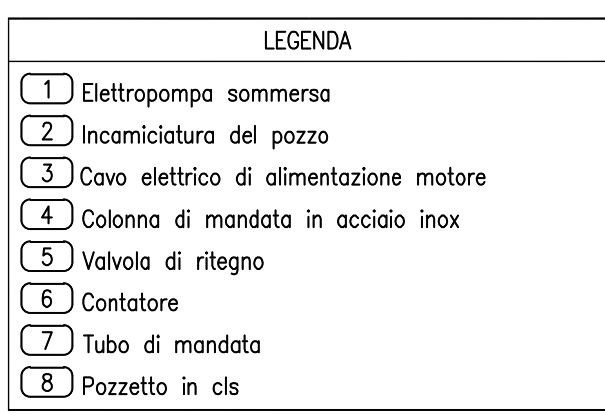 LEGENDA
1 Elettropompa sommersa
2 Incamiciatura del pozzo
3 Cavo elettrico di alimentazione motore
4 Colonna di mandata in acciaio inox
5 Valvola di ritegno
6 Contatore
7 Tubo di mandata
8 Pozzetto in cls